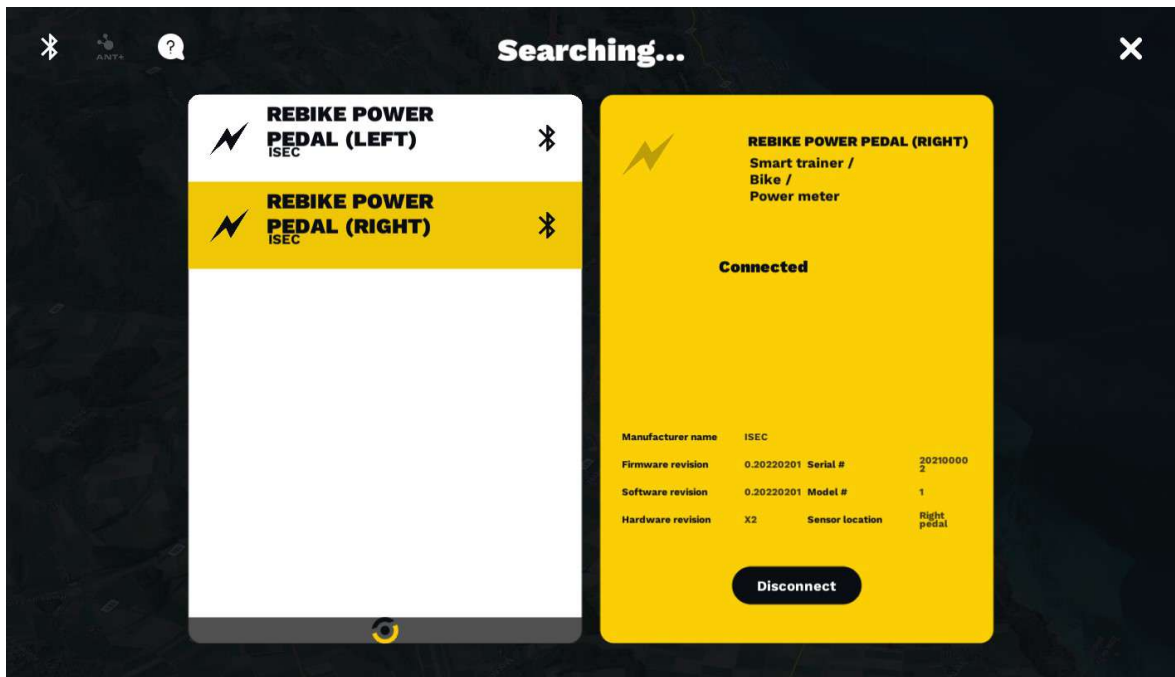 ANT+
?
Searching...
REBIKE POWER
PEDAL (LEFT)
ISEC
REBIKE POWER
PEDAL (RIGHT)
ISEC
REBIKE POWER PEDAL (RIGHT)
Smart trainer /
Bike /
Power meter
Connected
Manufacturer name ISEC
Firmware revision 0.20220201 Serial # 20210000
2
Software revision 0.20220201 Model # 1
Hardware revision X2 Sensor location Right
pedal
Disconnect